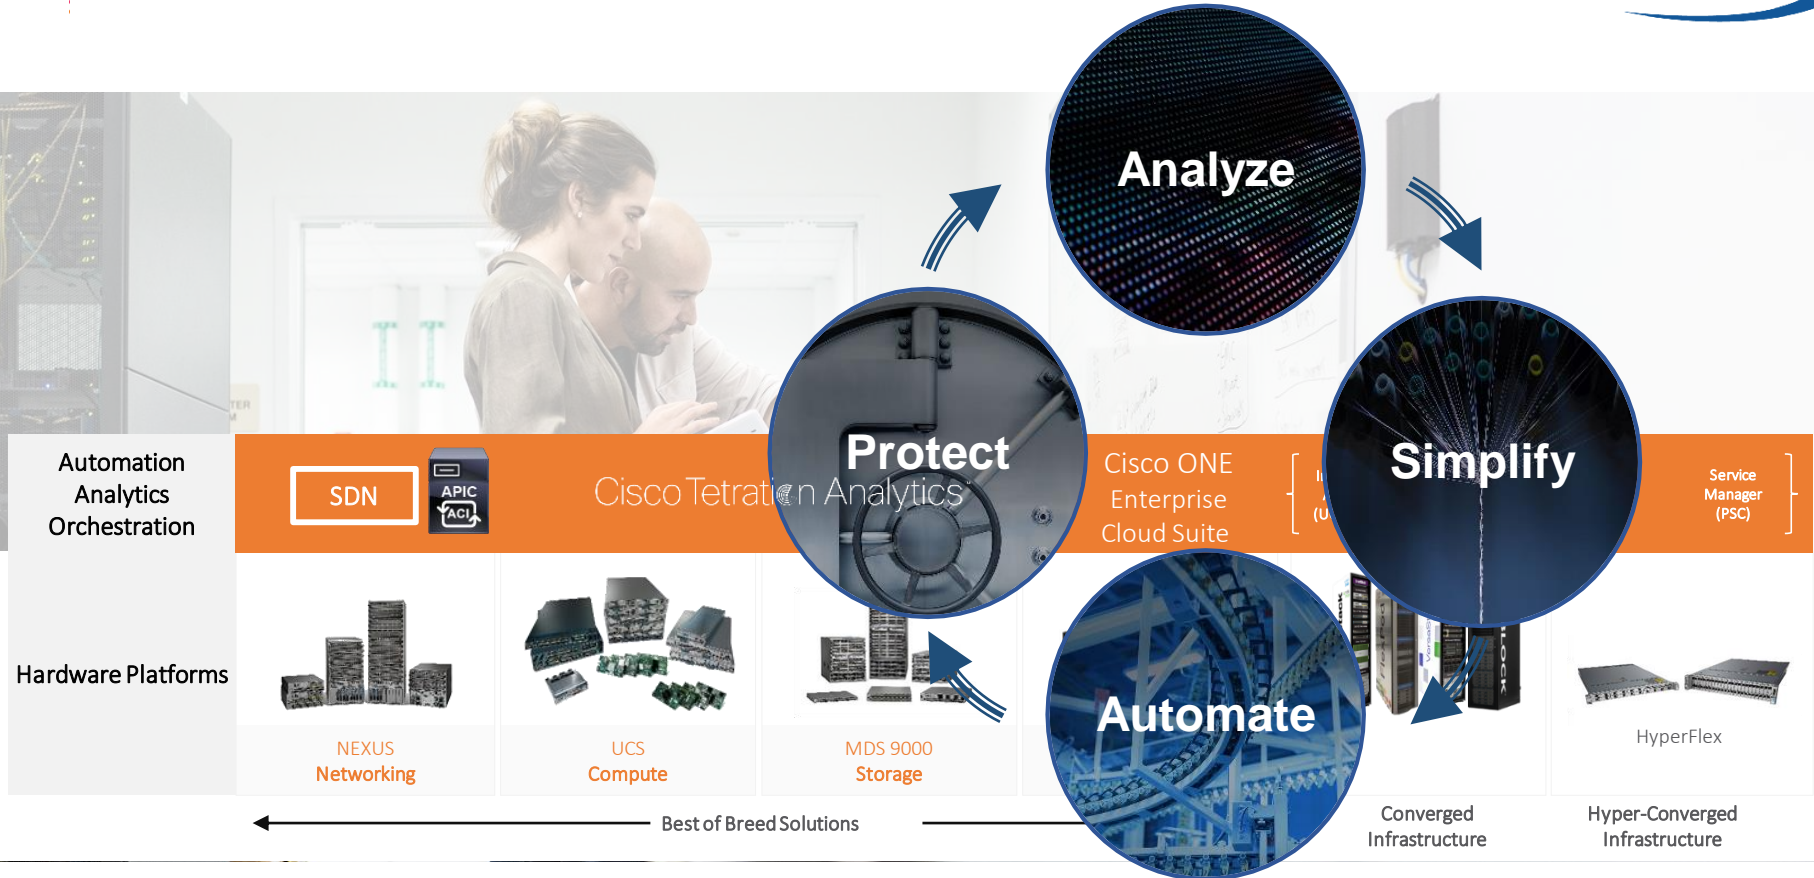 Analyze
Protect
Simplify
Automate
Automation
Analytics
Orchestration
SDN
APIC
ACI
Cisco Tetration Analytics
Cisco ONE
Enterprise
Cloud Suite
Service
Manager
(PSC)
Hardware Platforms
NEXUS
Networking
UCS
Compute
MDS 9000
Storage
HyperFlex
Best of Breed Solutions
Converged
Infrastructure
Hyper-Converged
Infrastructure